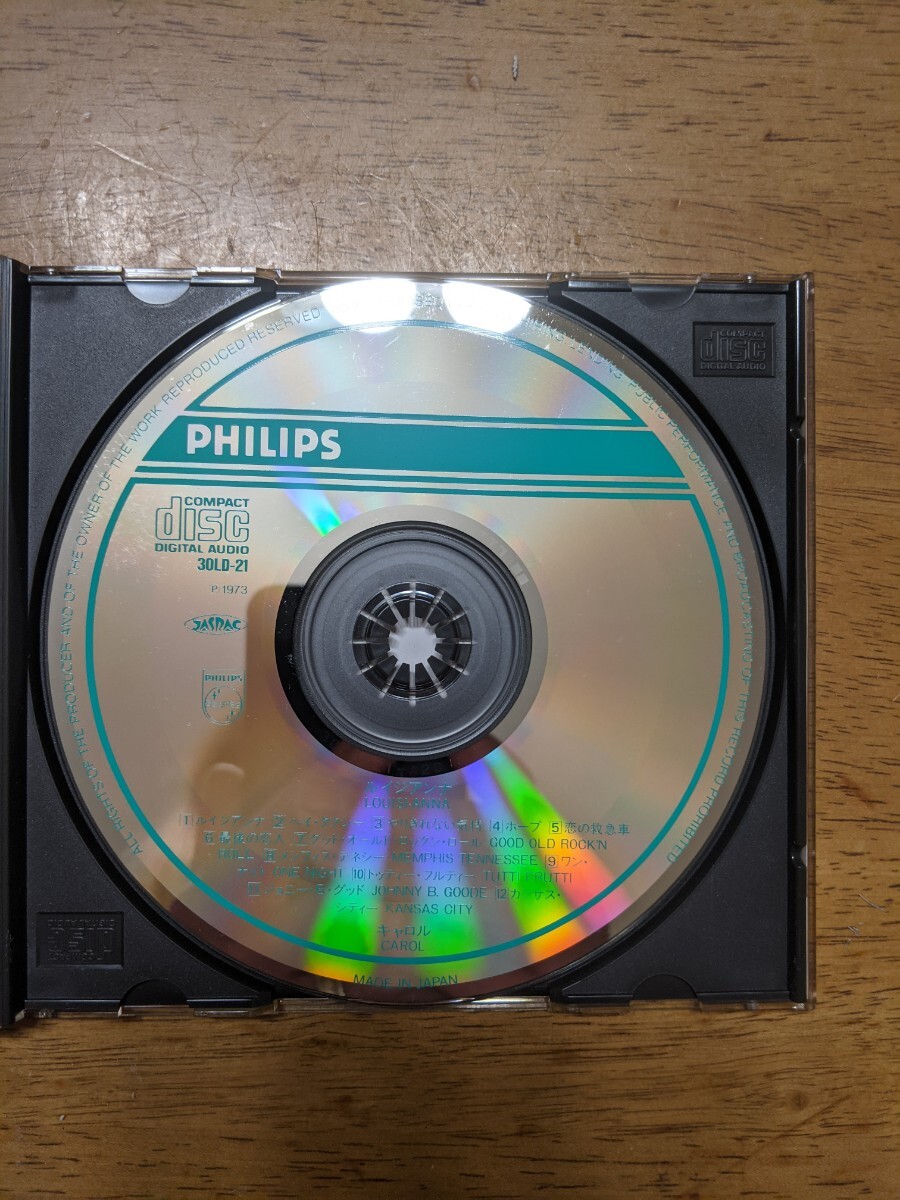 ALL RIGHTS OF THE PRODUCER AND OF THE OWNER OF THE WORK REPRODUCED RESERVED
LENDING PUBLIC PERFORMANCE AND OF THIS RECORD PROHIBITED
COMPACT
disc
DIGITAL AUDIO
PHILIPS
COMPACT
disc
DIGITAL AUDIO
30LD-21
P 1973
JASRAC
PHILIPS
ルイジアンナ
LOUISIANNA
1 ルイジアンナ 2 ヘイ・タクシー 3 やりきれない気持 4 ホープ 5 恋の救急車
6 最後の恋人 7 グッド・オールド・ロックン・ロール GOOD OLD ROCK'N
ROLL 8 メンフィス・テネシー MEMPHIS TENNESSEE 9 ワン・
ナイト ONE NIGHT 10 トゥティー・フルティー TUTTI FRUTTI
11 ジョニー・B・グッド JOHNNY B. GOODE 12 カンサス・
シティー KANSAS CITY
キャロル
CAROL
MADE IN JAPAN